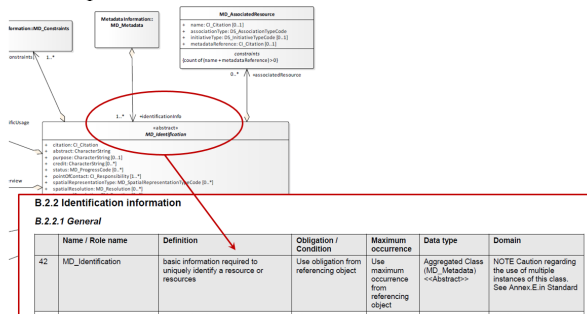 MD_AssociatedResource
+ name: CI_Citation [0..1]
+ associationType: DS_AssociationTypeCode
+ initiativeType: DS_InitiativeTypeCode [0..1]
+ metadataReference: CI_Citation [0..1]
constraints
{count of (name + metadataReference) > 0}
MetadataInformation::
MD_Metadata
formation::MD_Constraints
onstraints
1..*
0..*
+associatedResource
1..*
+identificationInfo
ificUsage
«abstract»
MD_Identification
+ citation: CI_Citation
+ abstract: CharacterString
+ purpose: CharacterString [0..1]
+ credit: CharacterString [0..*]
+ status: MD_ProgressCode [0..*]
+ pointOfContact: CI_Responsibility [1..*]
+ spatialRepresentationType: MD_SpatialRepresentationTypeCode [0..*]
+ spatialResolution: MD_Resolution [0..*]
rview
B.2.2 Identification information
B.2.2.1 General
Name / Role name
Definition
Obligation /
Condition
Maximum
occurrence
Data type
Domain
42
MD_Identification
basic information required to
uniquely identify a resource or
resources
Use obligation from
referencing object
Use
maximum
occurrence
from
referencing
object
Aggregated Class
(MD_Metadata)
<<Abstract>>
NOTE Caution regarding
the use of multiple
instances of this class.
See Annex.E.in Standard